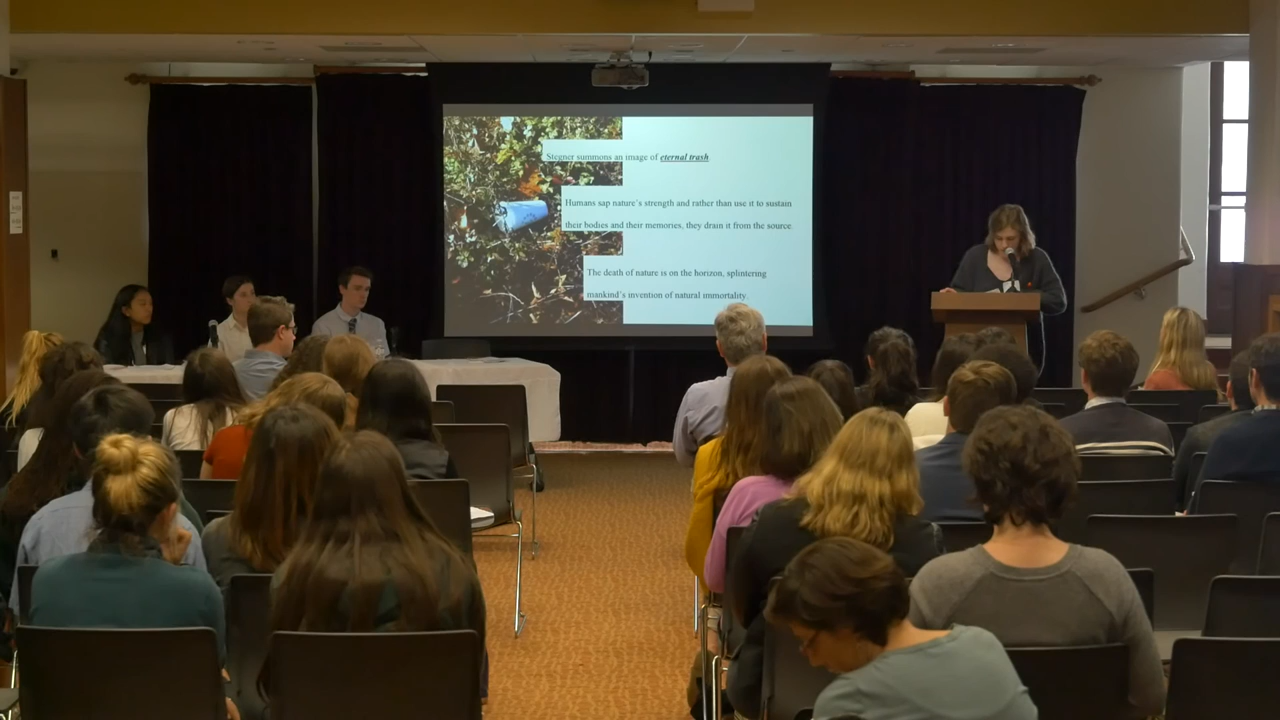 Stegner summons an image of eternal trash.
Humans sap nature's strength and rather than use it to sustain
their bodies and their memories, they drain it from the source.
The death of nature is on the horizon, splintering
mankind's invention of natural immortality.